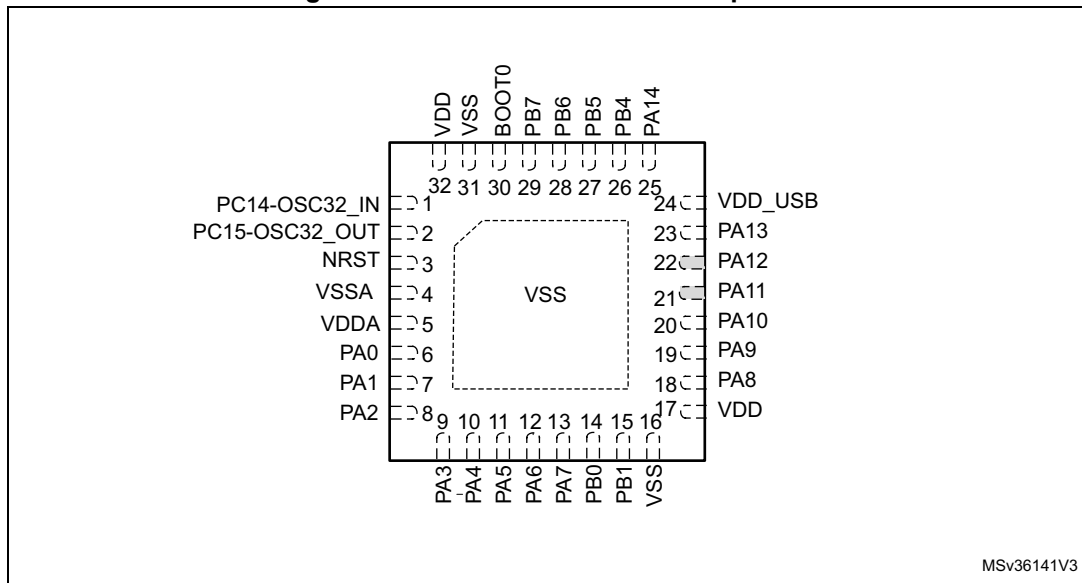 VDD
VSS
BOOT0
PB7
PB6
PB5
PB4
PA14
32 31 30 29 28 27 26 25
PC14-OSC32_IN 1
PC15-OSC32_OUT 2
NRST 3
VSSA 4
VDDA 5
PA0 6
PA1 7
PA2 8
VSS
24 VDD_USB
23 PA13
22 PA12
21 PA11
20 PA10
19 PA9
18 PA8
17 VDD
9 10 11 12 13 14 15 16
PA3
PA4
PA5
PA6
PA7
PB0
PB1
VSS
MSv36141V3